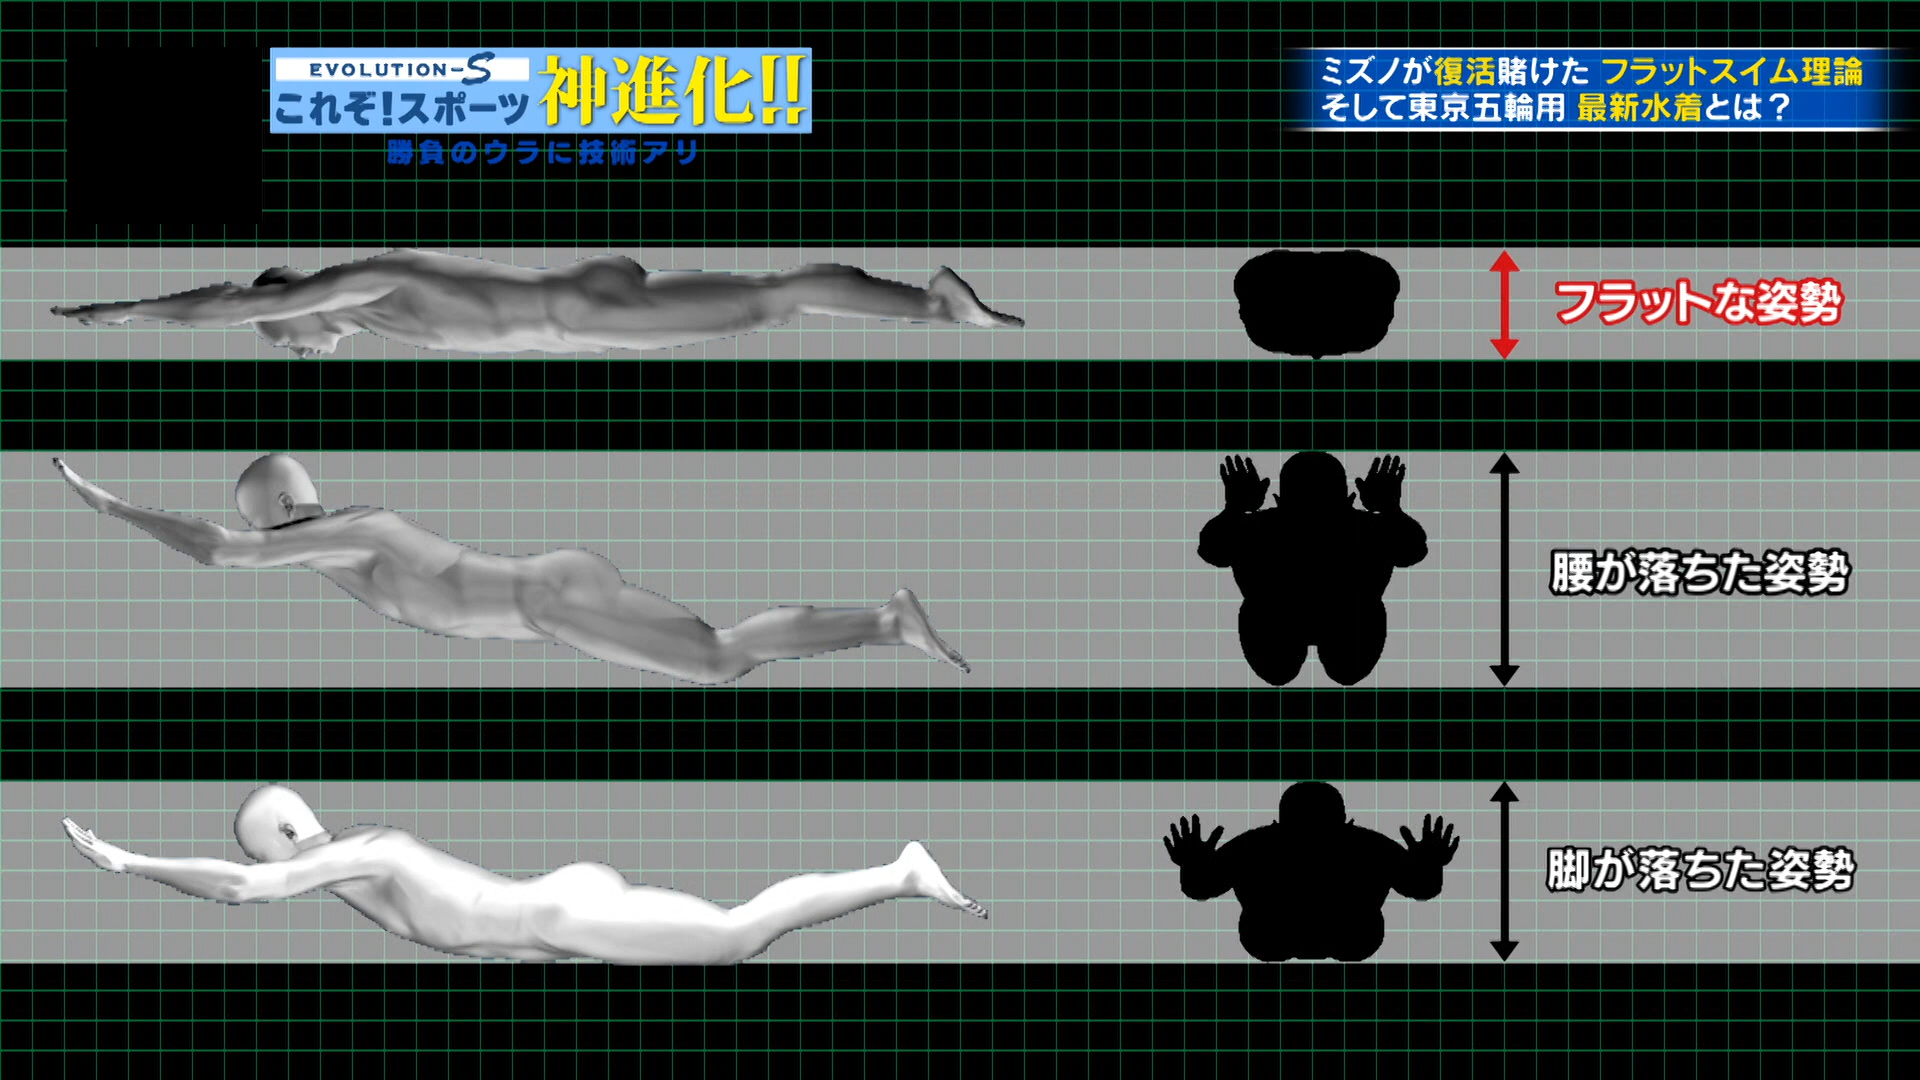 EVOLUTION-S
これぞ!スポーツ 神進化!!
勝負のウラに技術アリ
ミズノが復活賭けた フラットスイム理論
そして東京五輪用 最新水着とは?
フラットな姿勢
腰が落ちた姿勢
脚が落ちた姿勢